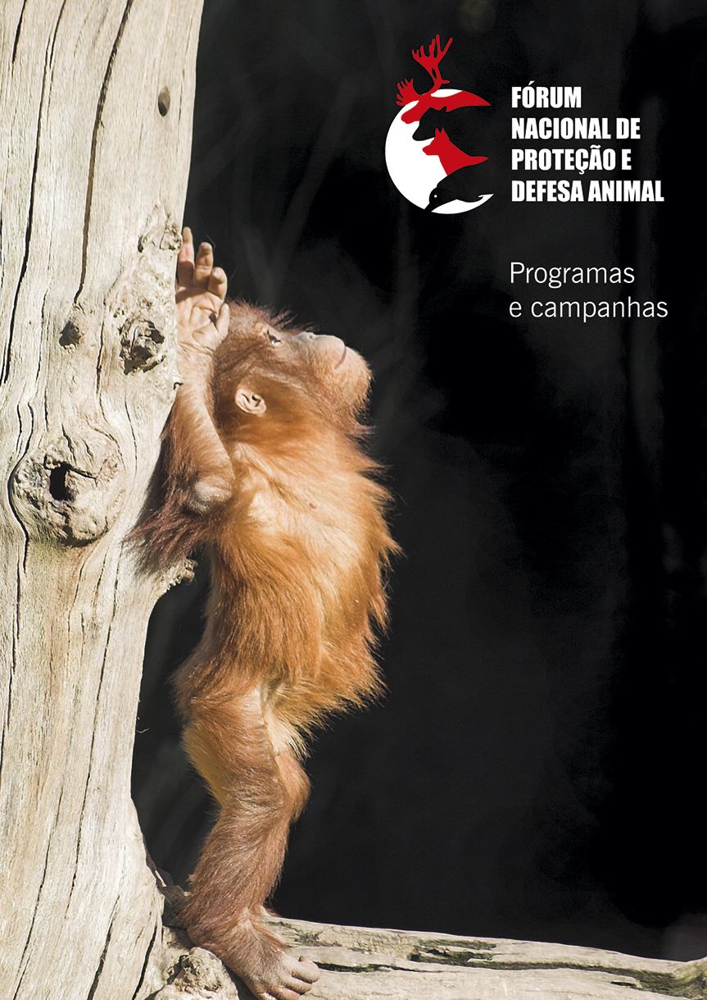 FÓRUM
NACIONAL DE
PROTEÇÃO E
DEFESA ANIMAL
Programas
e campanhas